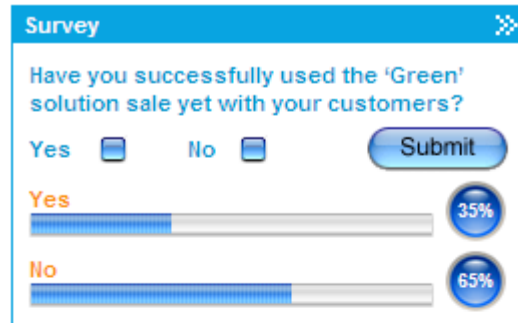 Survey
Have you successfully used the ‘Green’
solution sale yet with your customers?
Yes No Submit
Yes
35%
No
65%